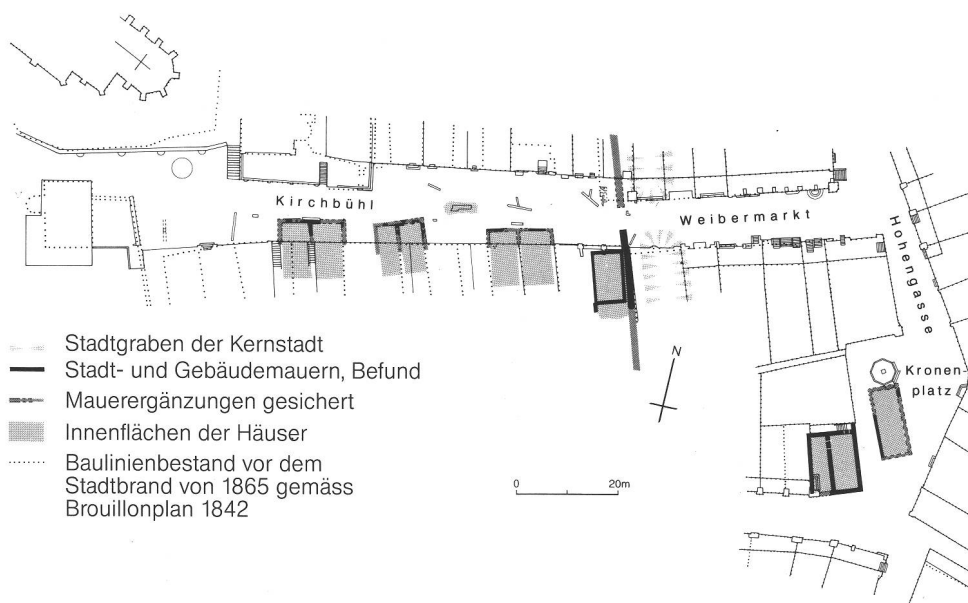 Kirchbühl
Weibermarkt
Hohengasse
Kronen-
platz
N
0 20m
Stadtgraben der Kernstadt
Stadt- und Gebäudemauern, Befund
Mauerergänzungen gesichert
Innenflächen der Häuser
Baulinienbestand vor dem
Stadtbrand von 1865 gemäss
Brouillonplan 1842